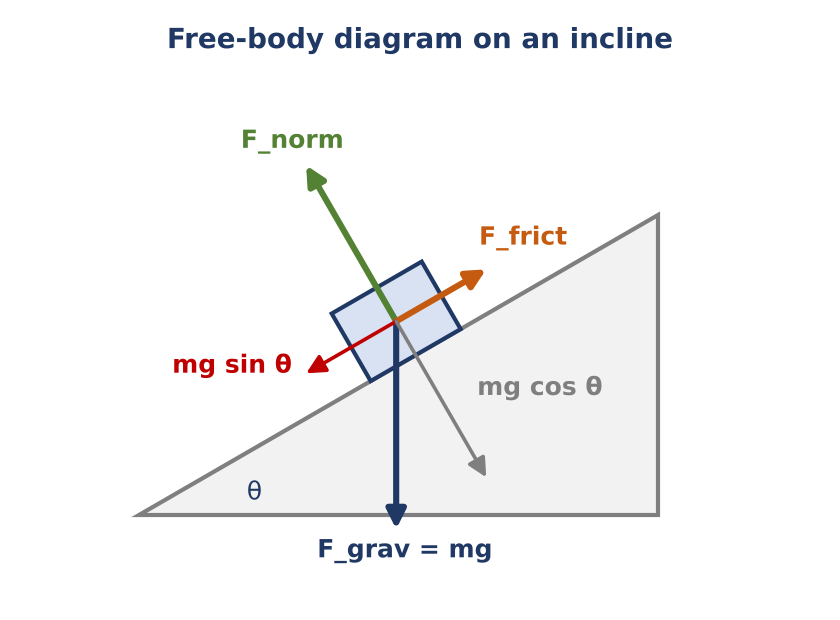 Free-body diagram on an incline
F_norm
F_frict
mg sin θ
mg cos θ
θ
F_grav = mg